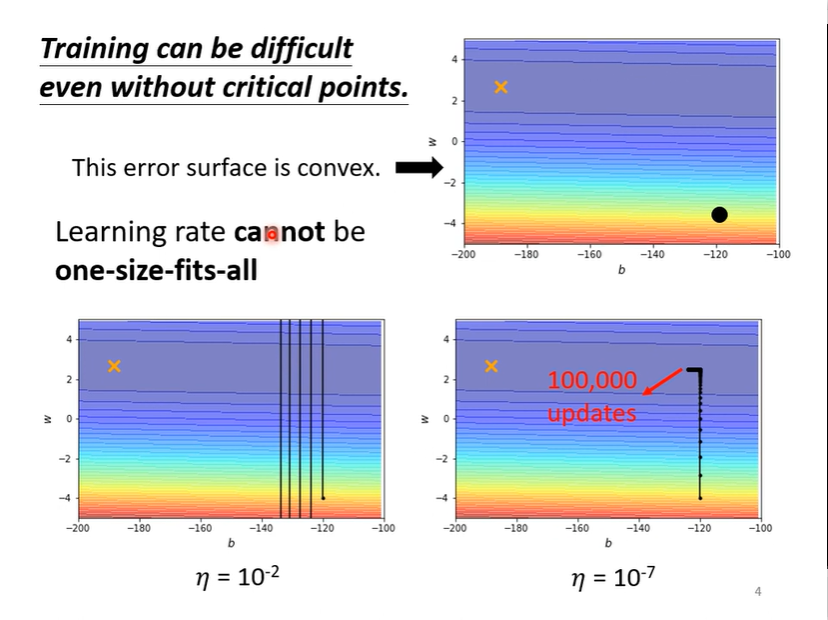 Training can be difficult
even without critical points.
This error surface is convex.
Learning rate cannot be
one-size-fits-all
4
2
0
−2
−4
w
−200
−180
−160
−140
−120
−100
b
4
2
0
−2
−4
w
−200
−180
−160
−140
−120
−100
b
η = 10-2
4
2
0
−2
−4
w
100,000
updates
−200
−180
−160
−140
−120
−100
b
η = 10-7
4